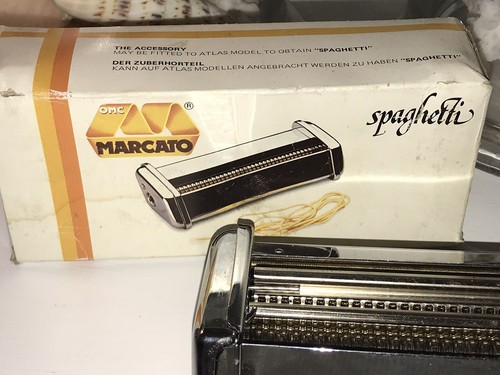 THE ACCESSORY
MAY BE FITTED TO ATLAS MODEL TO OBTAIN "SPAGHETTI"
DER ZUBERHORTEIL
KANN AUF ATLAS MODELLEN ANGEBRACHT WERDEN ZU HABEN "SPAGHETTI"
OMC ®
MARCATO
spaghetti